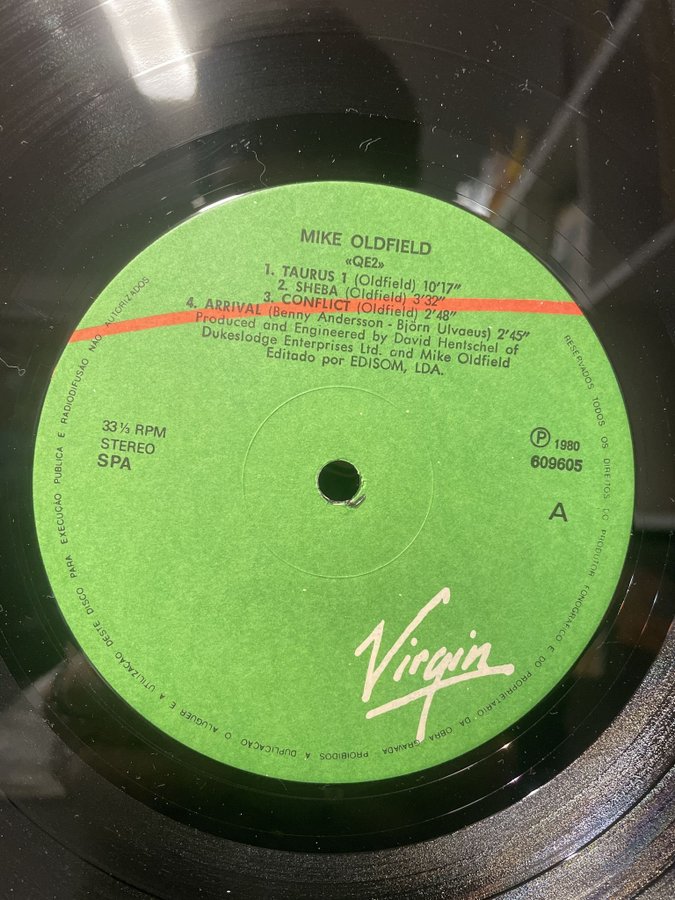 MIKE OLDFIELD
«QE2»
1. TAURUS 1 (Oldfield) 10'17"
2. SHEBA (Oldfield) 3'32"
3. CONFLICT (Oldfield) 2'48"
4. ARRIVAL (Benny Andersson - Björn Ulvaeus) 2'45"
Produced and Engineered by David Hentschel of
Dukeslodge Enterprises Ltd. and Mike Oldfield
Editado por EDISOM, LDA.
33 1/3 RPM
STEREO
SPA
Ⓟ 1980
609605
A
Virgin
RESERVADOS TODOS OS DIREITOS DO PRODUTOR FONOGRÁFICO E DO PROPRIETÁRIO DA OBRA GRAVADA PROIBIDOS A DUPLICAÇÃO O ALUGUER E A UTILIZAÇÃO DESTE DISCO PARA EXECUÇÃO PUBLICA E RADIODIFUSÃO NÃO AUTORIZADOS